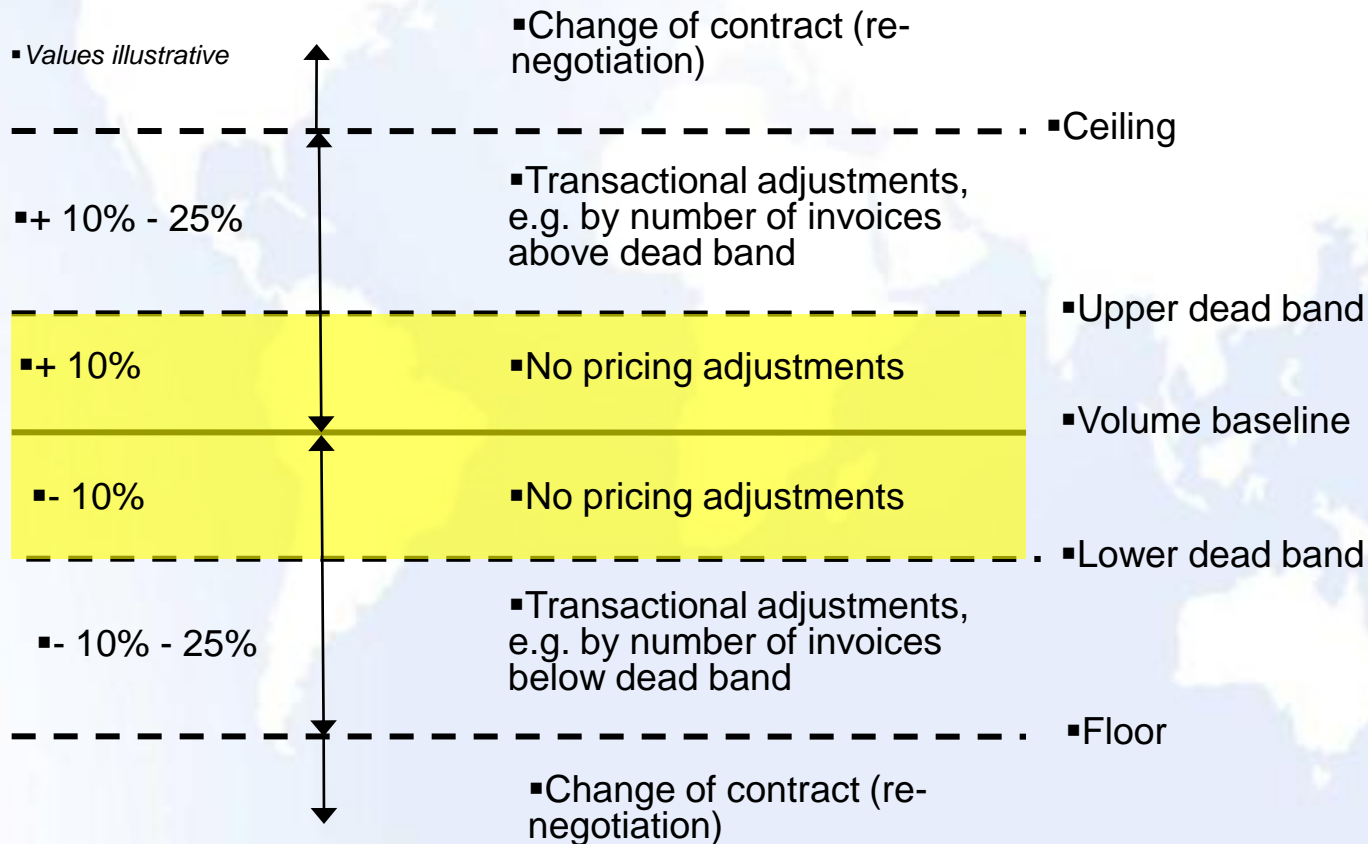 ▪Change of contract (re-
negotiation)
▪Values illustrative
▪Ceiling
▪Transactional adjustments,
e.g. by number of invoices
above dead band
▪+ 10% - 25%
▪Upper dead band
▪+ 10%
▪No pricing adjustments
▪Volume baseline
▪- 10%
▪No pricing adjustments
▪Lower dead band
▪Transactional adjustments,
e.g. by number of invoices
below dead band
▪- 10% - 25%
▪Floor
▪Change of contract (re-
negotiation)